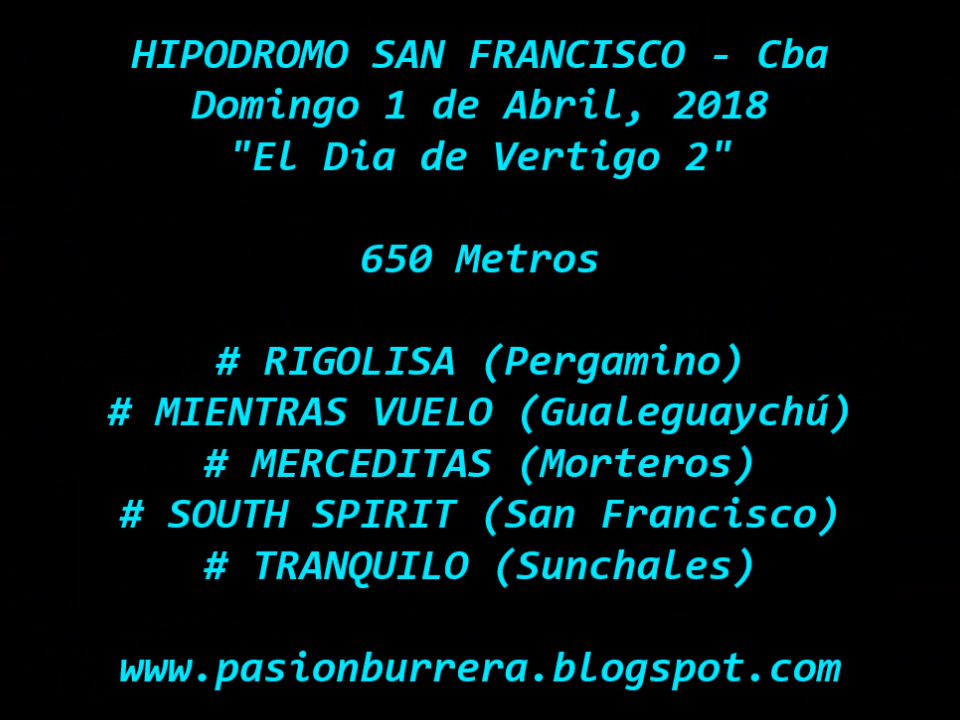 HIPODROMO SAN FRANCISCO - Cba
Domingo 1 de Abril, 2018
"El Dia de Vertigo 2"
650 Metros
# RIGOLISA (Pergamino)
# MIENTRAS VUELO (Gualeguaychú)
# MERCEDITAS (Morteros)
# SOUTH SPIRIT (San Francisco)
# TRANQUILO (Sunchales)
www.pasionburrera.blogspot.com